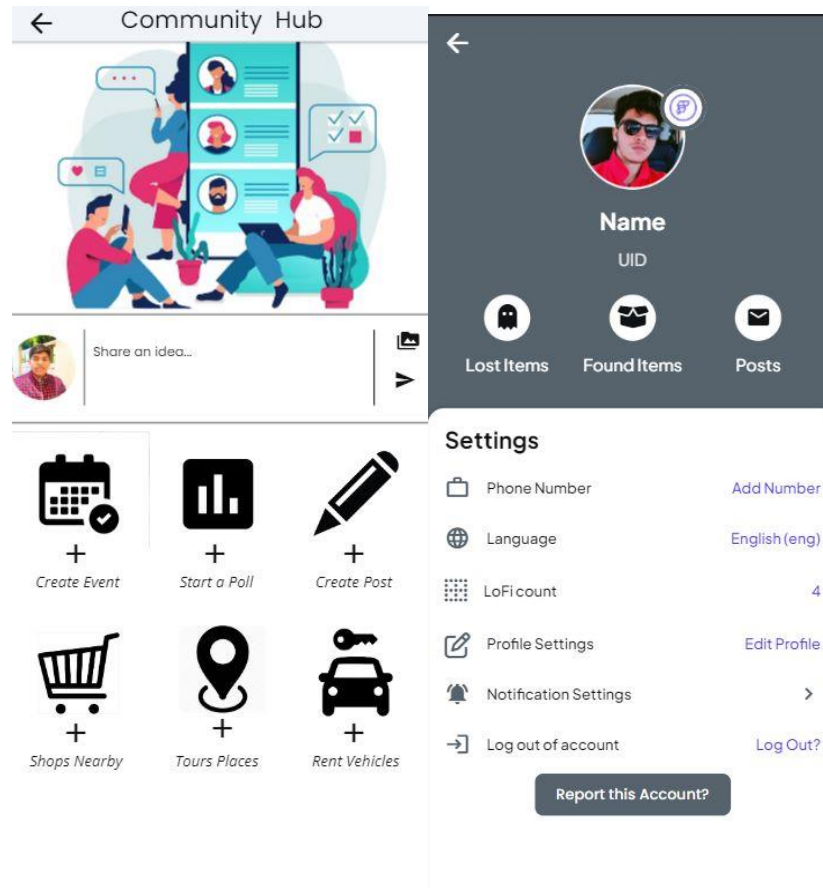 Community Hub
Share an idea...
+
Create Event
+
Start a Poll
+
Create Post
+
Shops Nearby
+
Tours Places
+
Rent Vehicles
Name
UID
Lost Items
Found Items
Posts
Settings
Phone Number Add Number
Language English (eng)
LoFi count 4
Profile Settings Edit Profile
Notification Settings
Log out of account Log Out?
Report this Account?